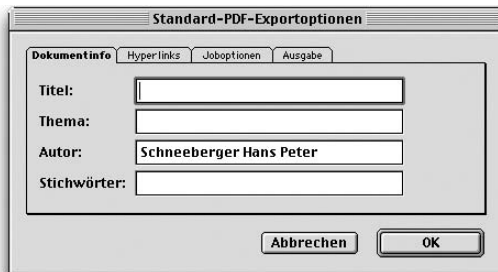 Standard-PDF-Exportoptionen
Dokumentinfo Hyperlinks Joboptionen Ausgabe
Titel:
Thema:
Autor: Schneeberger Hans Peter
Stichwörter:
Abbrechen OK